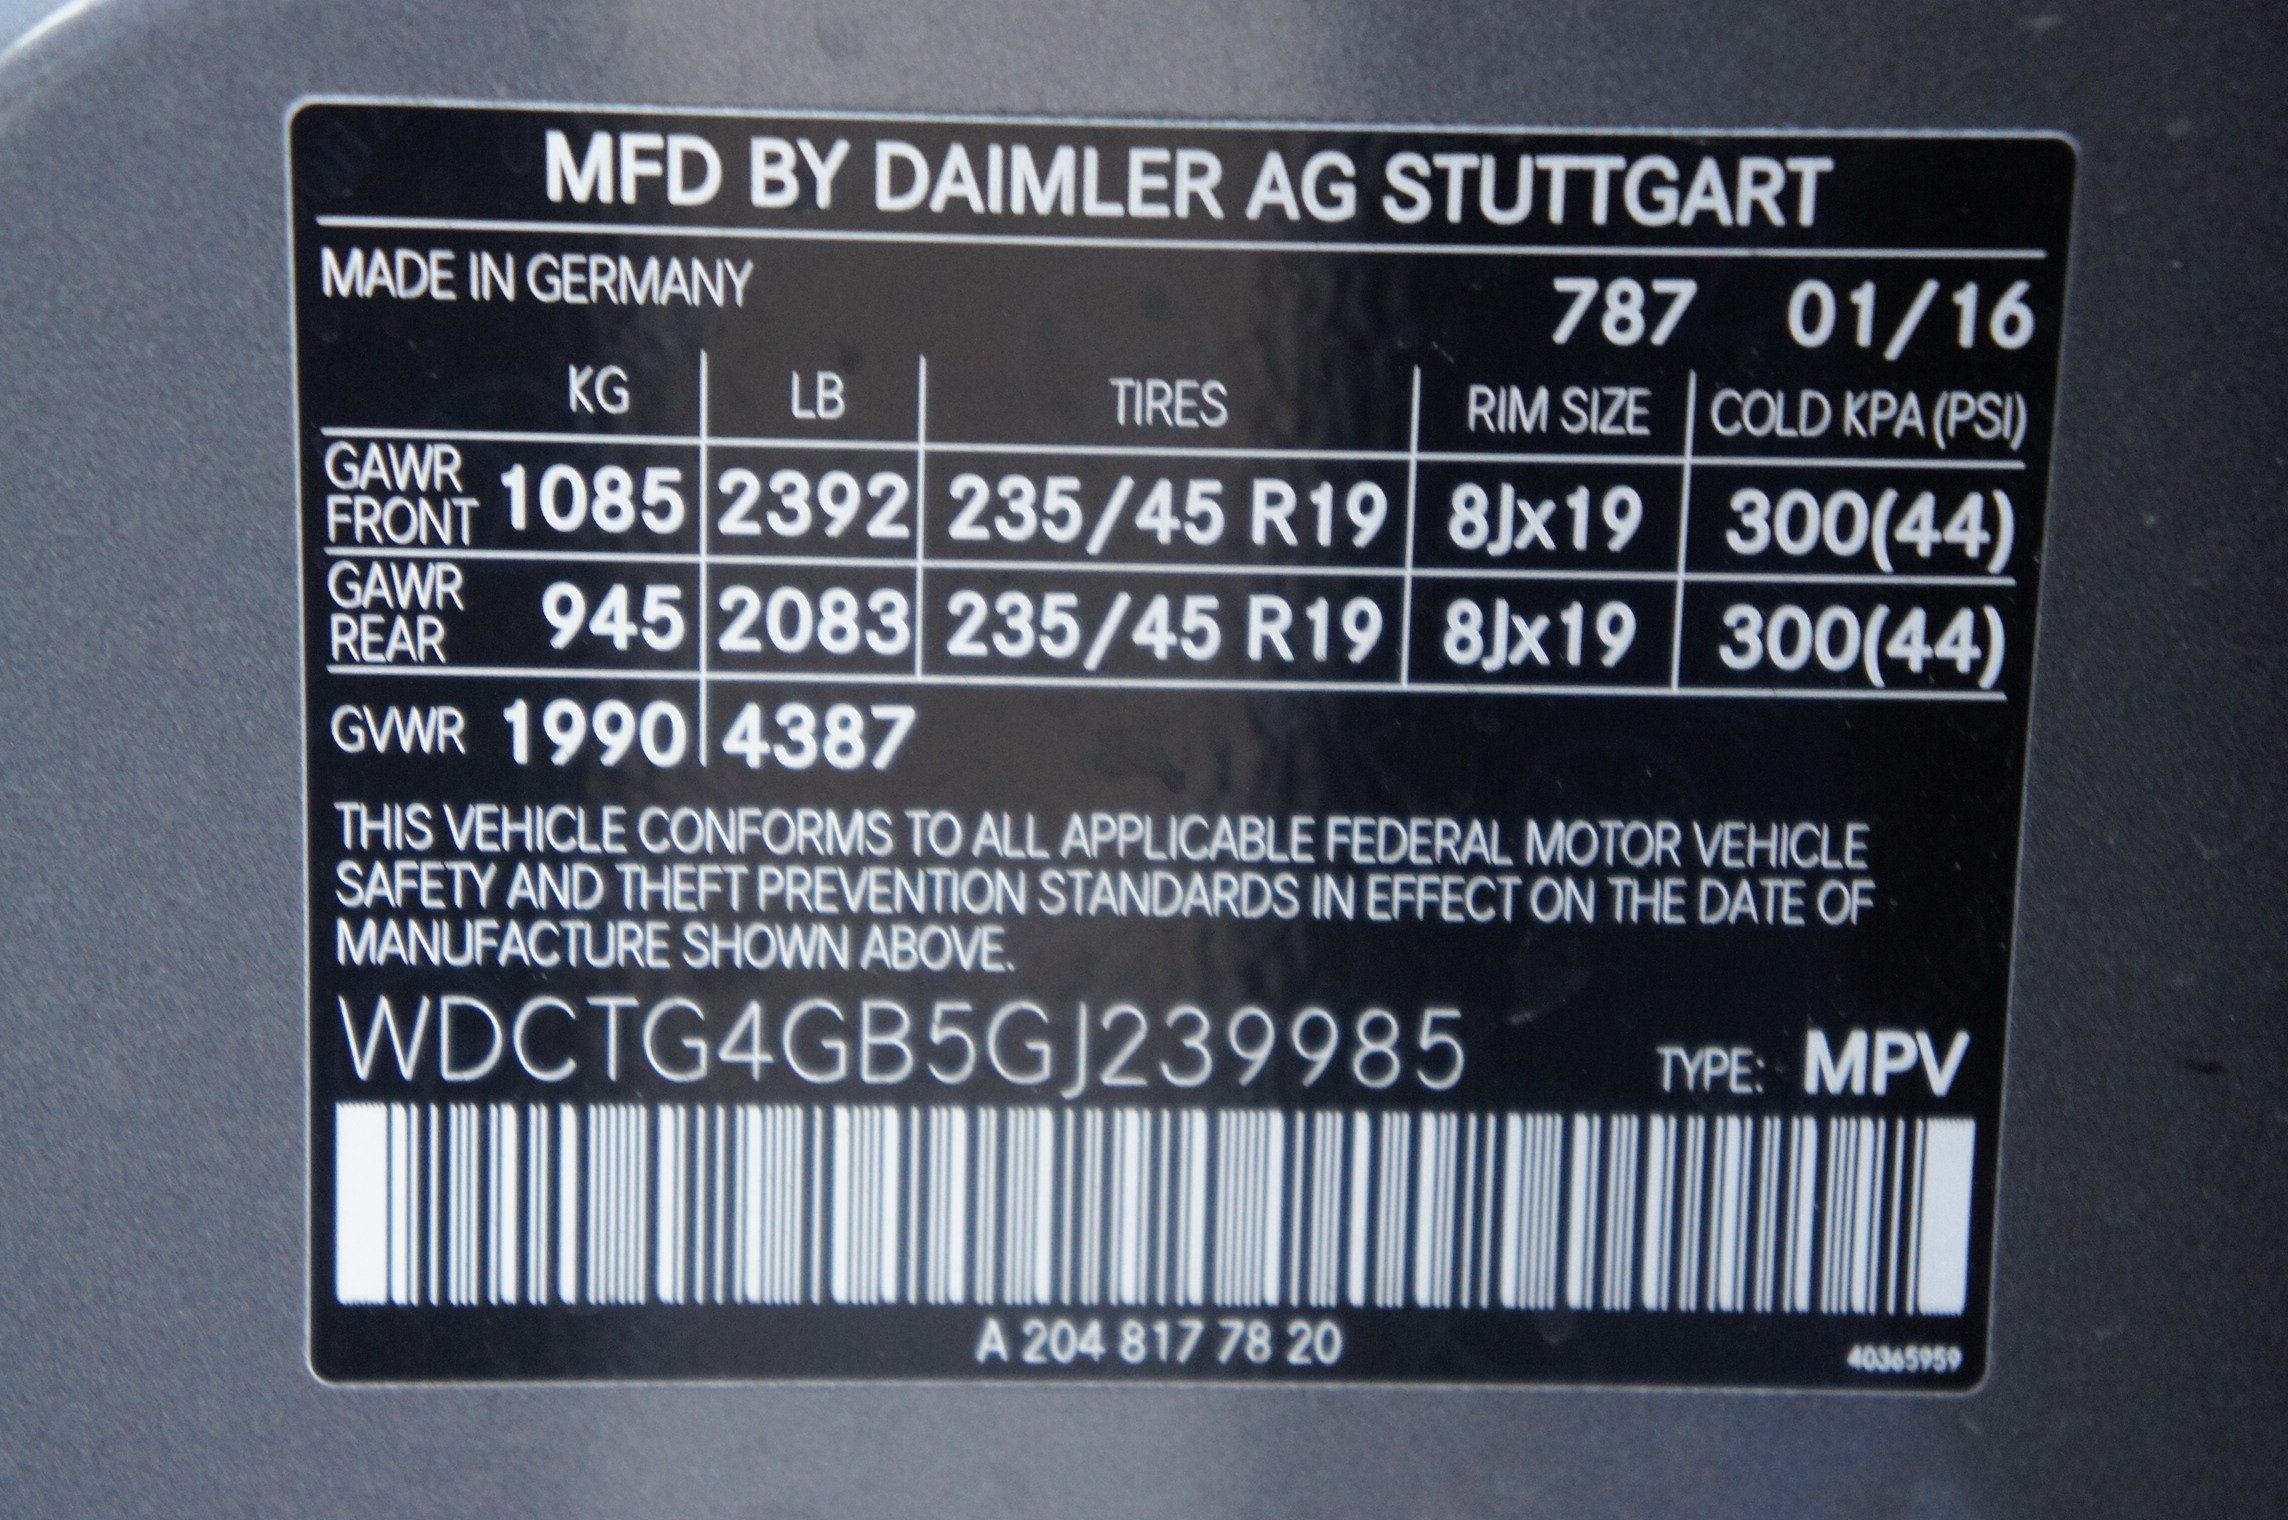 MFD BY DAIMLER AG STUTTGART
MADE IN GERMANY 787 01/16
KG LB TIRES RIM SIZE COLD KPA (PSI)
GAWR FRONT 1085 2392 235/45 R19 8Jx19 300(44)
GAWR REAR 945 2083 235/45 R19 8Jx19 300(44)
GVWR 1990 4387
THIS VEHICLE CONFORMS TO ALL APPLICABLE FEDERAL MOTOR VEHICLE
SAFETY AND THEFT PREVENTION STANDARDS IN EFFECT ON THE DATE OF
MANUFACTURE SHOWN ABOVE.
WDCTG4GB5GJ239985 TYPE: MPV
A 204 817 78 20 40365959